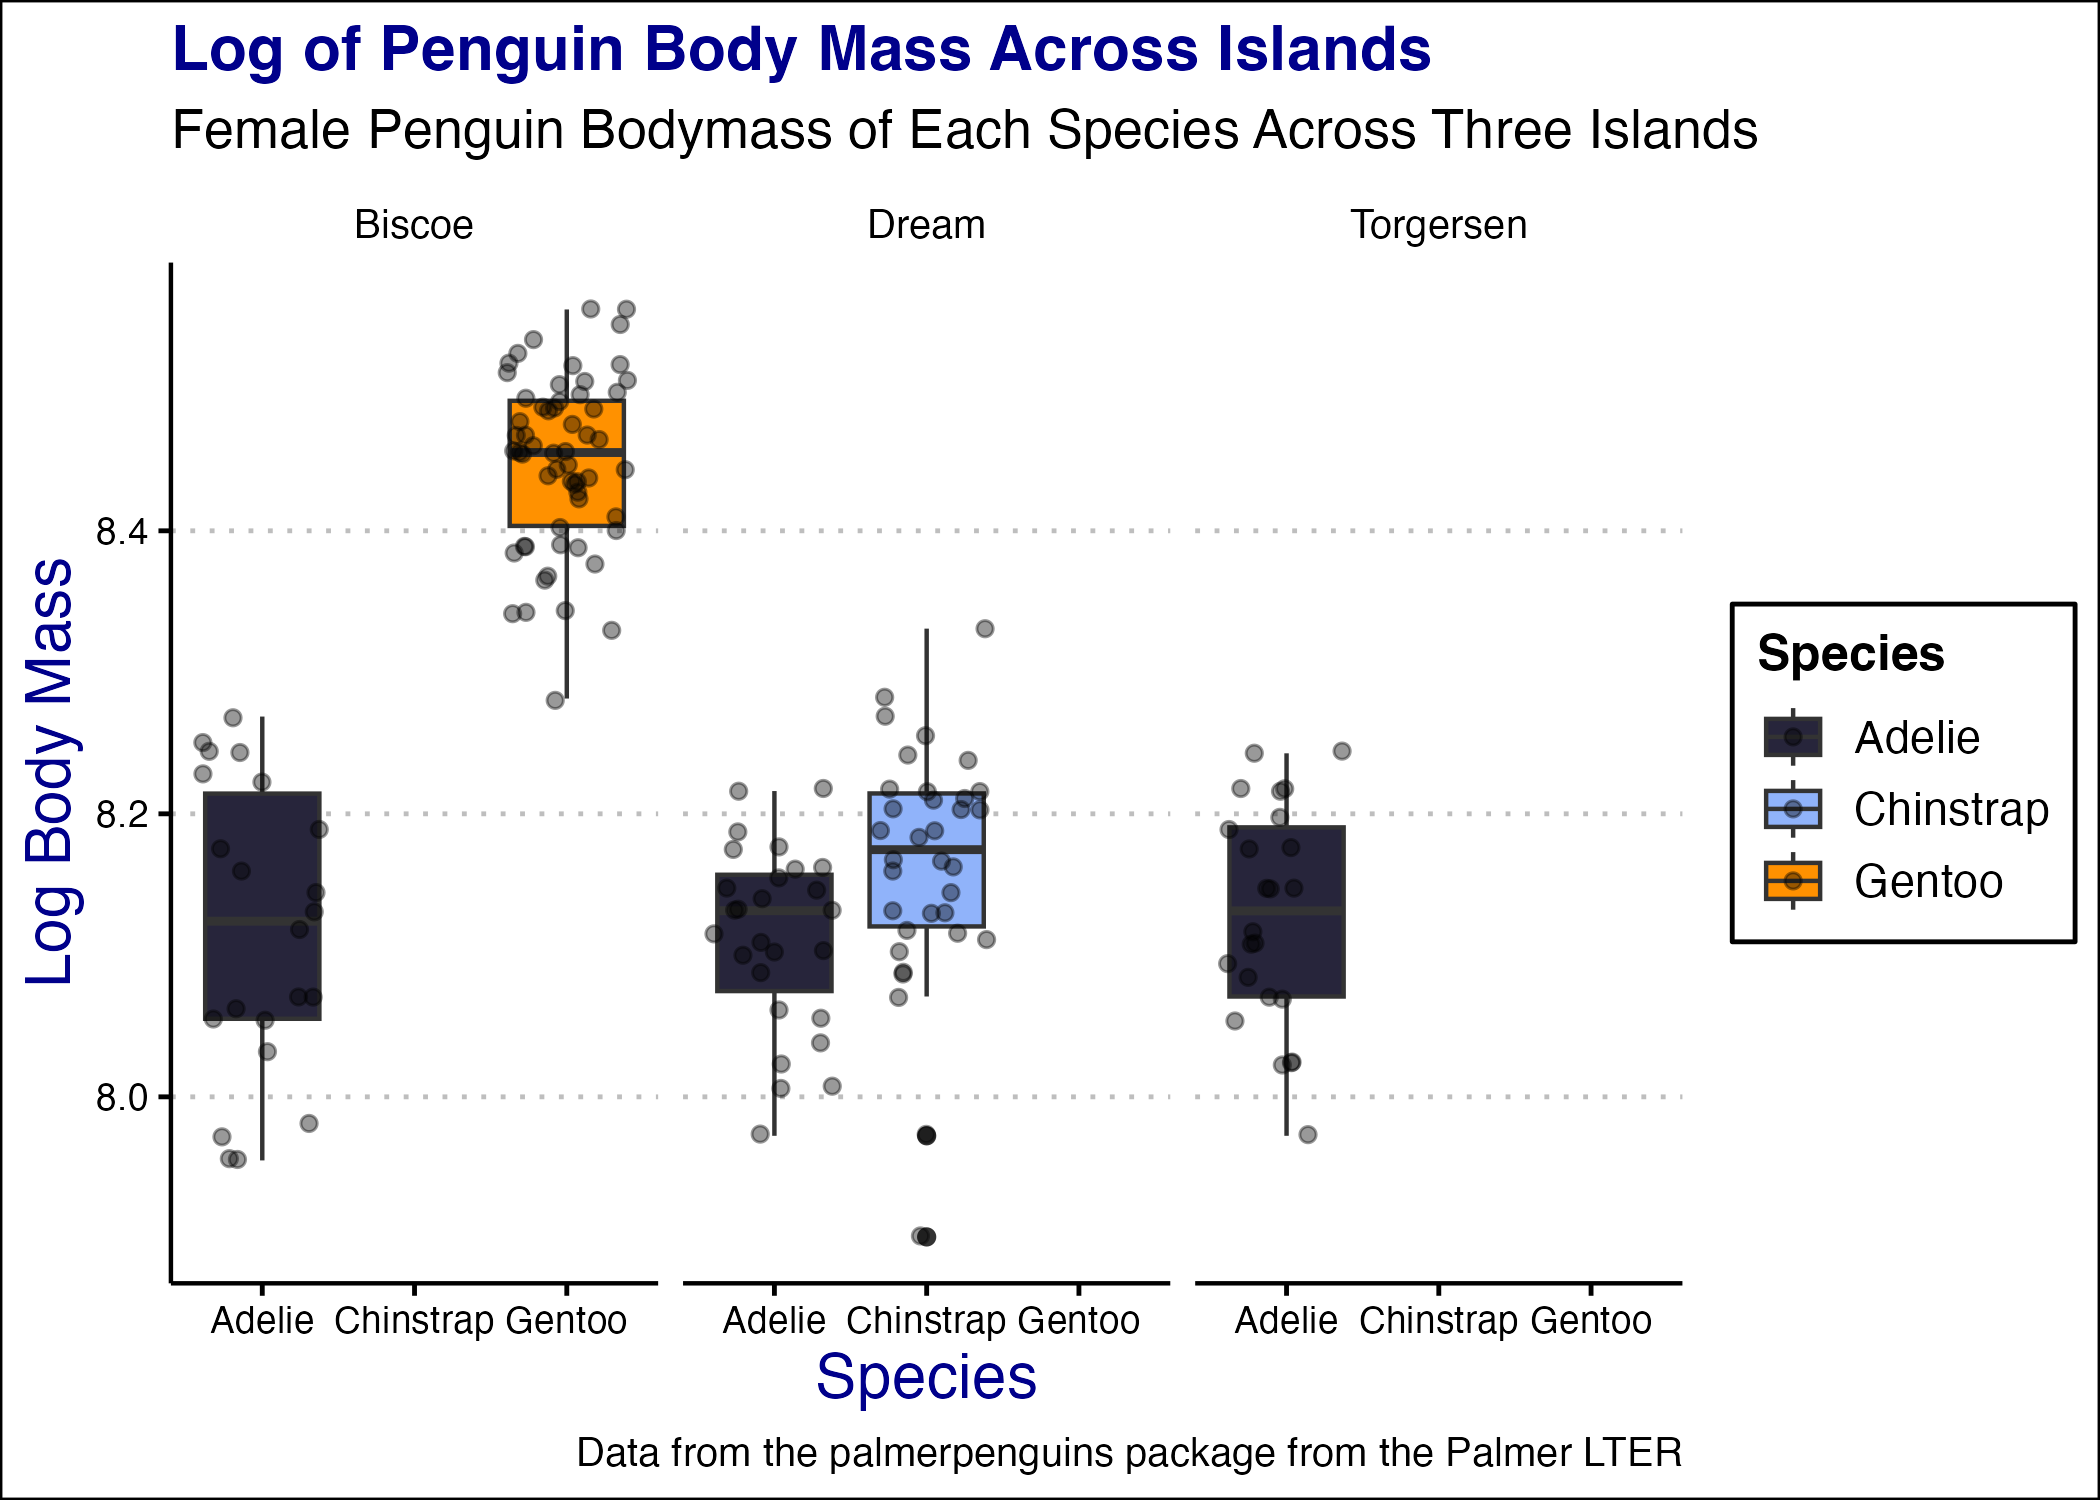 Log of Penguin Body Mass Across Islands
Female Penguin Bodymass of Each Species Across Three Islands
Biscoe Dream Torgersen
Log Body Mass
8.4
8.2
8.0
Species
Adelie
Chinstrap
Gentoo
Adelie Chinstrap Gentoo Adelie Chinstrap Gentoo Adelie Chinstrap Gentoo
Species
Data from the palmerpenguins package from the Palmer LTER